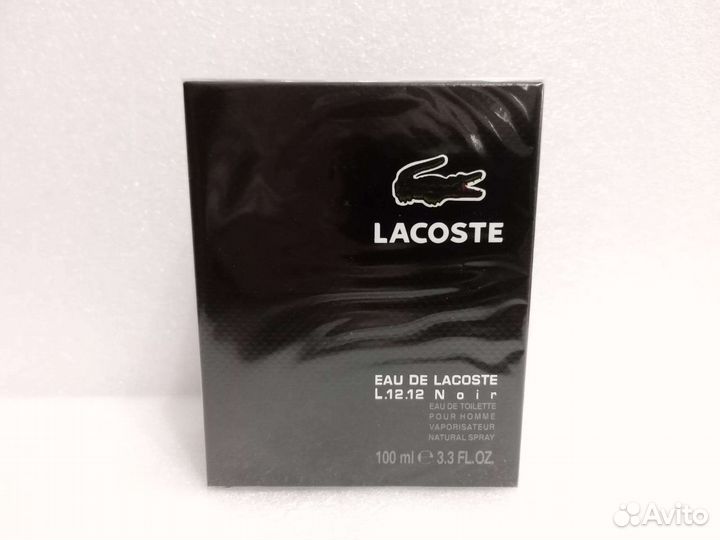 LACOSTE
EAU DE LACOSTE
L.12.12 Noir
EAU DE TOILETTE
POUR HOMME
VAPORISATEUR
NATURAL SPRAY
100 ml ℮ 3.3 FL.OZ.
Avito